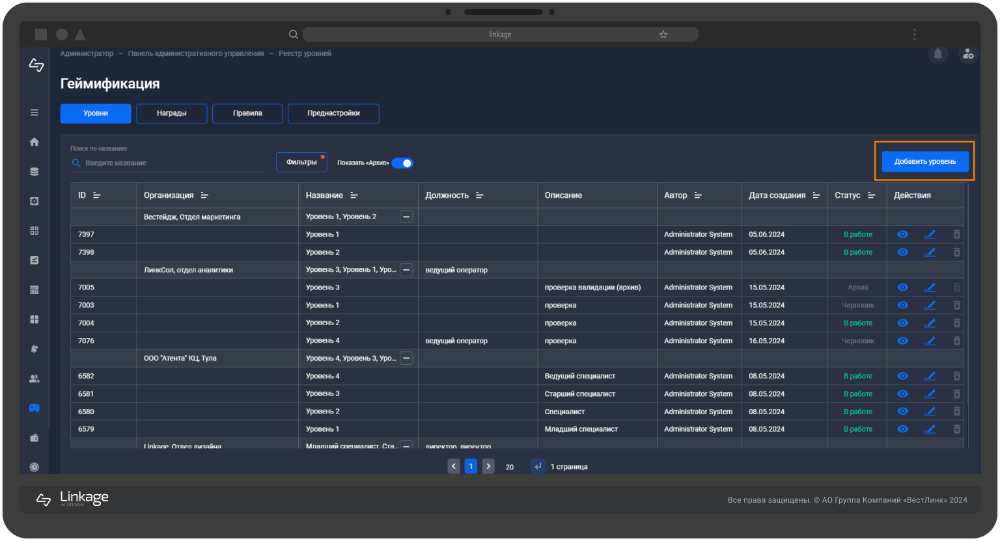 linkage
Администратор – Панель административного управления – Реестр уровней
Геймификация
Уровни Награды Правила Преднастройки
Поиск по названию
Введите название Фильтры Показать «Архив» Добавить уровень
ID Организация Название Должность Описание Автор Дата создания Статус Действия
Вестейдж, Отдел маркетинга Уровень 1, Уровень 2
7397 Уровень 1 Administrator System 05.06.2024 В работе
7398 Уровень 2 Administrator System 05.06.2024 В работе
ЛинкСол, отдел аналитики Уровень 3, Уровень 1, Уро... ведущий оператор
7005 Уровень 3 проверка валидации (архив) Administrator System 15.05.2024 Архив
7003 Уровень 1 проверка Administrator System 15.05.2024 Черновик
7004 Уровень 2 проверка Administrator System 15.05.2024 В работе
7076 Уровень 4 ведущий оператор проверка Administrator System 16.05.2024 Черновик
ООО "Атента" КЦ, Тула Уровень 4, Уровень 3, Уро...
6582 Уровень 4 Ведущий специалист Administrator System 08.05.2024 В работе
6581 Уровень 3 Старший специалист Administrator System 08.05.2024 В работе
6580 Уровень 2 Специалист Administrator System 08.05.2024 В работе
6579 Уровень 1 Младший специалист Administrator System 08.05.2024 В работе
Linkage, Отдел дизайна Младший специалист, Ста... директор, директор
1 20 1 страница
Linkage
AI DRIVEN
Все права защищены. © АО Группа Компаний «ВестЛинк» 2024